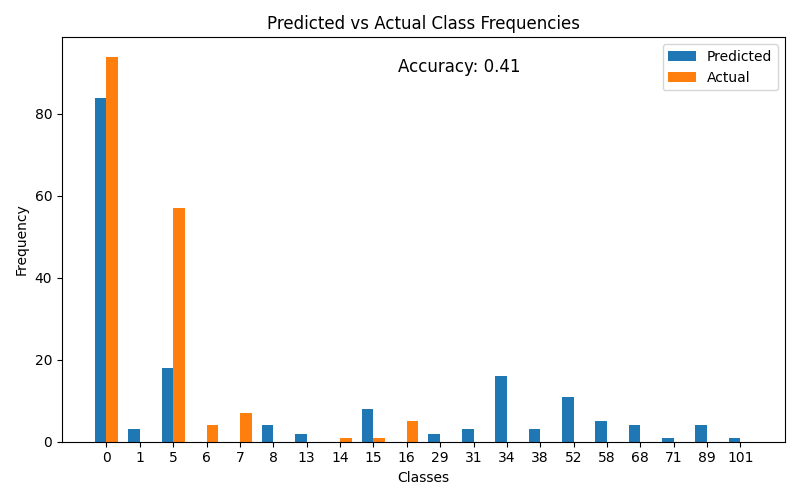 Predicted vs Actual Class Frequencies
Accuracy: 0.41
Predicted
Actual
Frequency
80
60
40
20
0
0 1 5 6 7 8 13 14 15 16 29 31 34 38 52 58 68 71 89 101
Classes